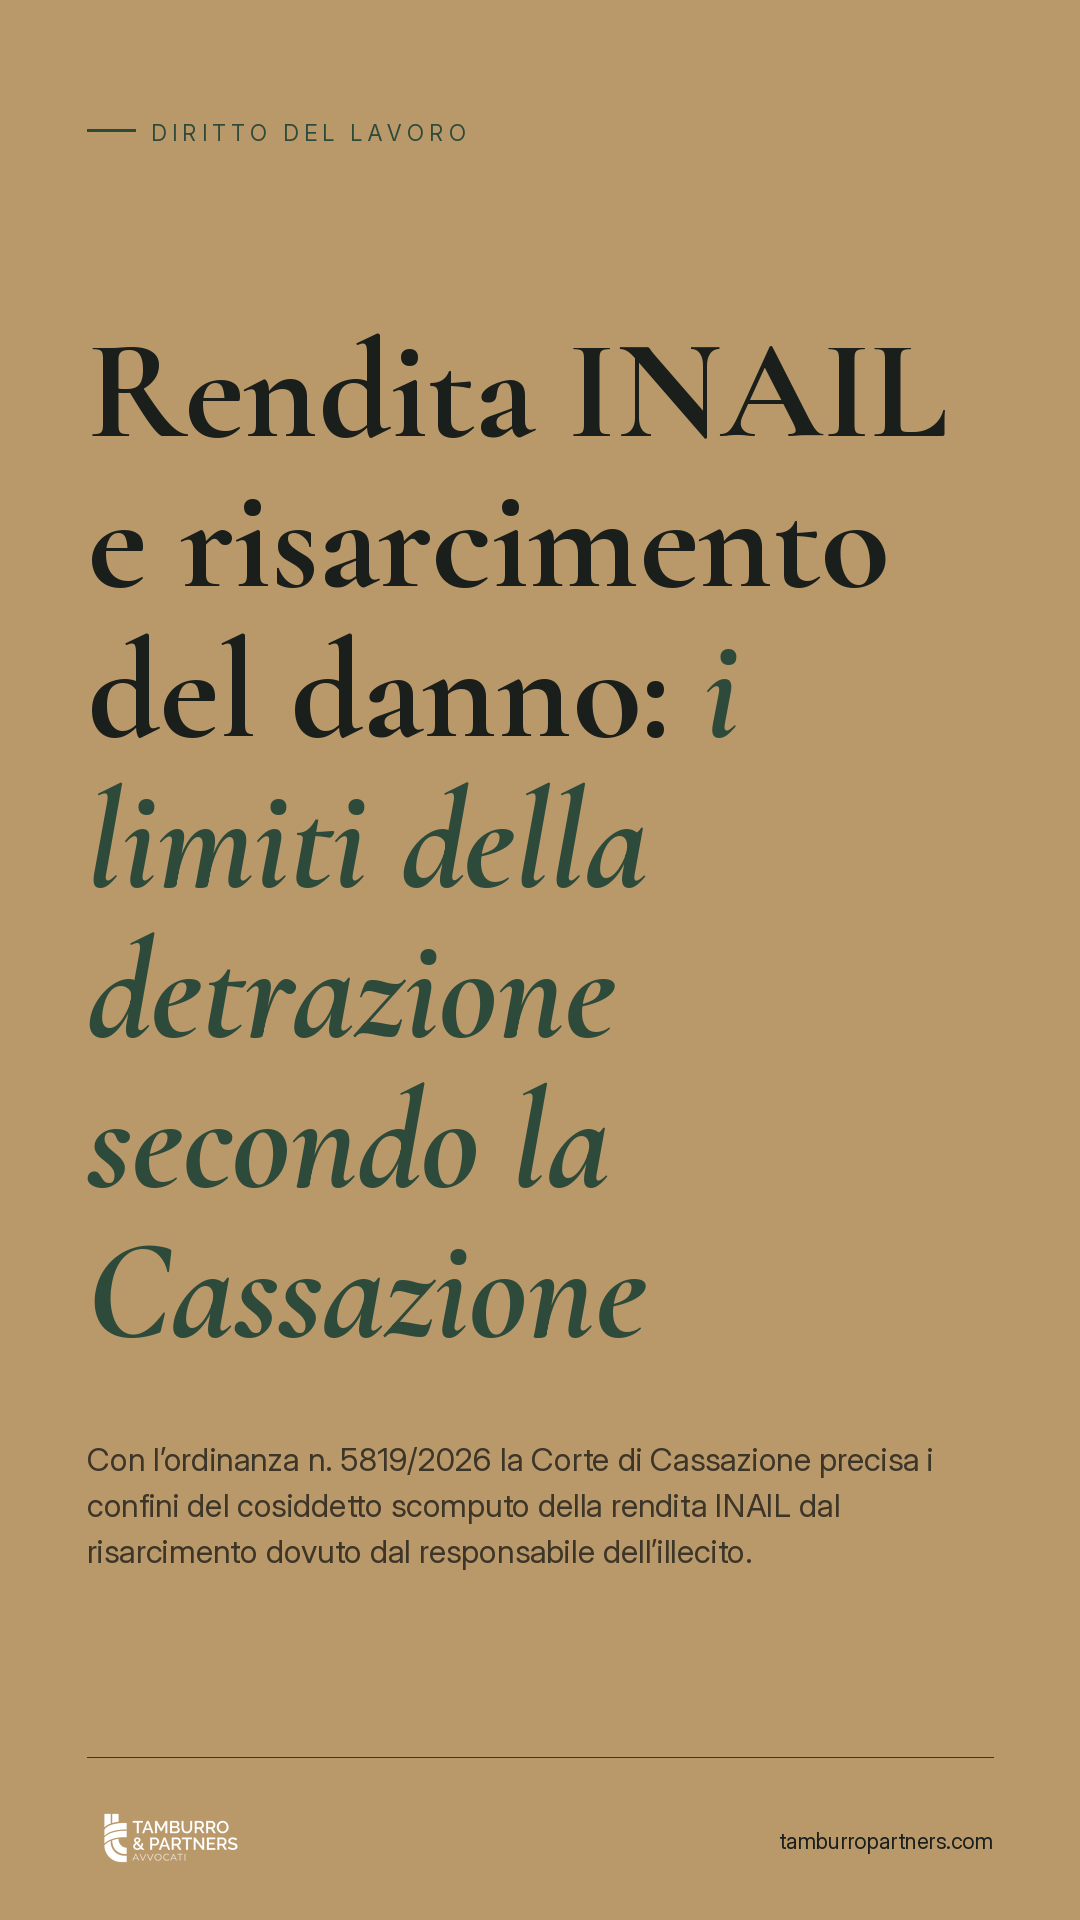 DIRITTO DEL LAVORO
Rendita INAIL
e risarcimento
del danno: i
limiti della
detrazione
secondo la
Cassazione
Con l’ordinanza n. 5819/2026 la Corte di Cassazione precisa i
confini del cosiddetto scomputo della rendita INAIL dal
risarcimento dovuto dal responsabile dell’illecito.
TAMBURRO
& PARTNERS
AVVOCATI
tamburropartners.com